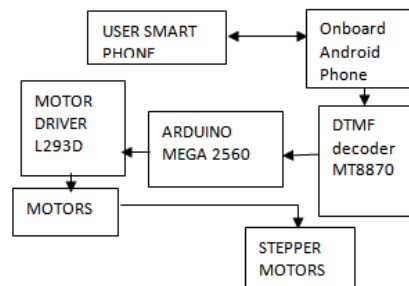 USER SMART
PHONE
Onboard
Android
Phone
MOTOR
DRIVER
L293D
ARDUINO
MEGA 2560
DTMF
decoder
MT8870
MOTORS
STEPPER
MOTORS